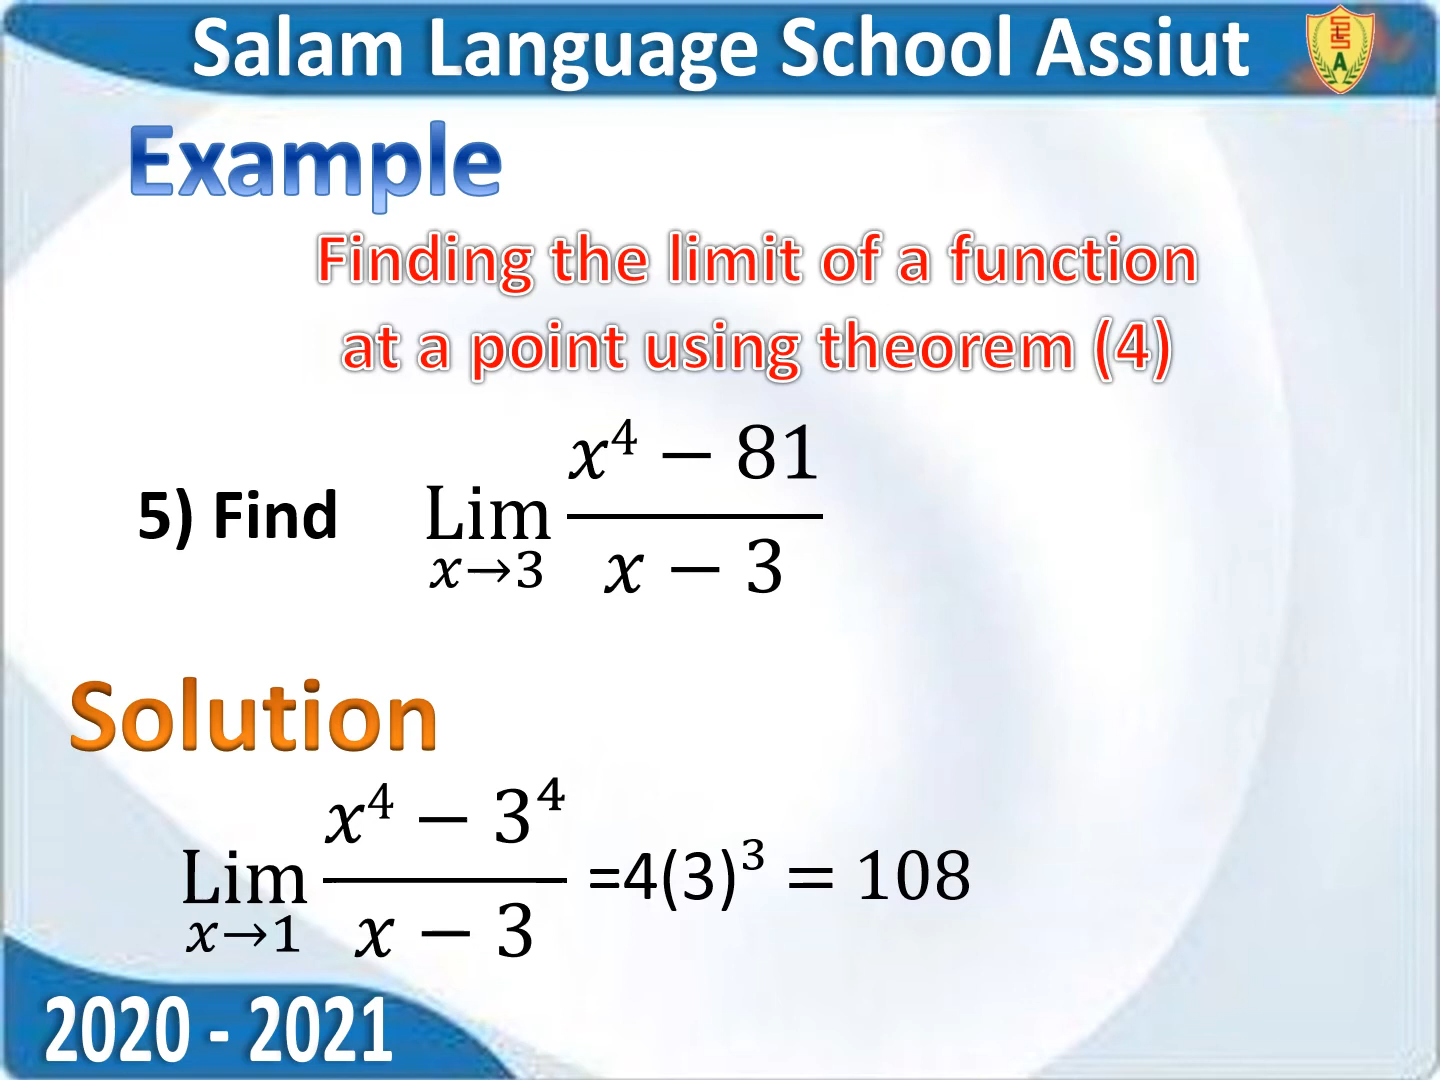 Salam Language School Assiut
Example
Finding the limit of a function
at a point using theorem (4)
5) Find Lim x→3 (x⁴ − 81)/(x − 3)
Solution
Lim x→1 (x⁴ − 3⁴)/(x − 3) =4(3)³ = 108
2020 - 2021